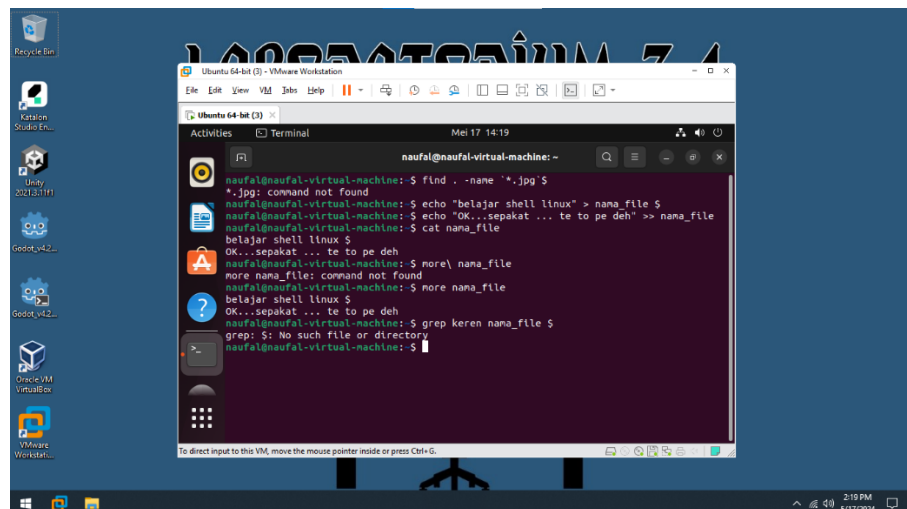 Recycle Bin
LABORATORIUM 7.4
Ubuntu 64-bit (3) - VMware Workstation
File Edit View VM Tabs Help
Ubuntu 64-bit (3)
Activities Terminal Mei 17 14:19
naufal@naufal-virtual-machine: ~
naufal@naufal-virtual-machine:~$ find . -name `*.jpg`$
*.jpg: command not found
naufal@naufal-virtual-machine:~$ echo "belajar shell linux" > nama_file $
naufal@naufal-virtual-machine:~$ echo "OK...sepakat ... te to pe deh" >> nama_file
naufal@naufal-virtual-machine:~$ cat nama_file
belajar shell linux $
OK...sepakat ... te to pe deh
naufal@naufal-virtual-machine:~$ more\ nama_file
more nama_file: command not found
naufal@naufal-virtual-machine:~$ more nama_file
belajar shell linux $
OK...sepakat ... te to pe deh
naufal@naufal-virtual-machine:~$ grep keren nama_file $
grep: $: No such file or directory
naufal@naufal-virtual-machine:~$
To direct input to this VM, move the mouse pointer inside or press Ctrl+G.
Katalon
Studio En...
Unity
2021.3.11f1
Godot_v4.2...
Godot_v4.2...
Oracle VM
VirtualBox
VMware
Workstati...
2:19 PM
5/17/2024